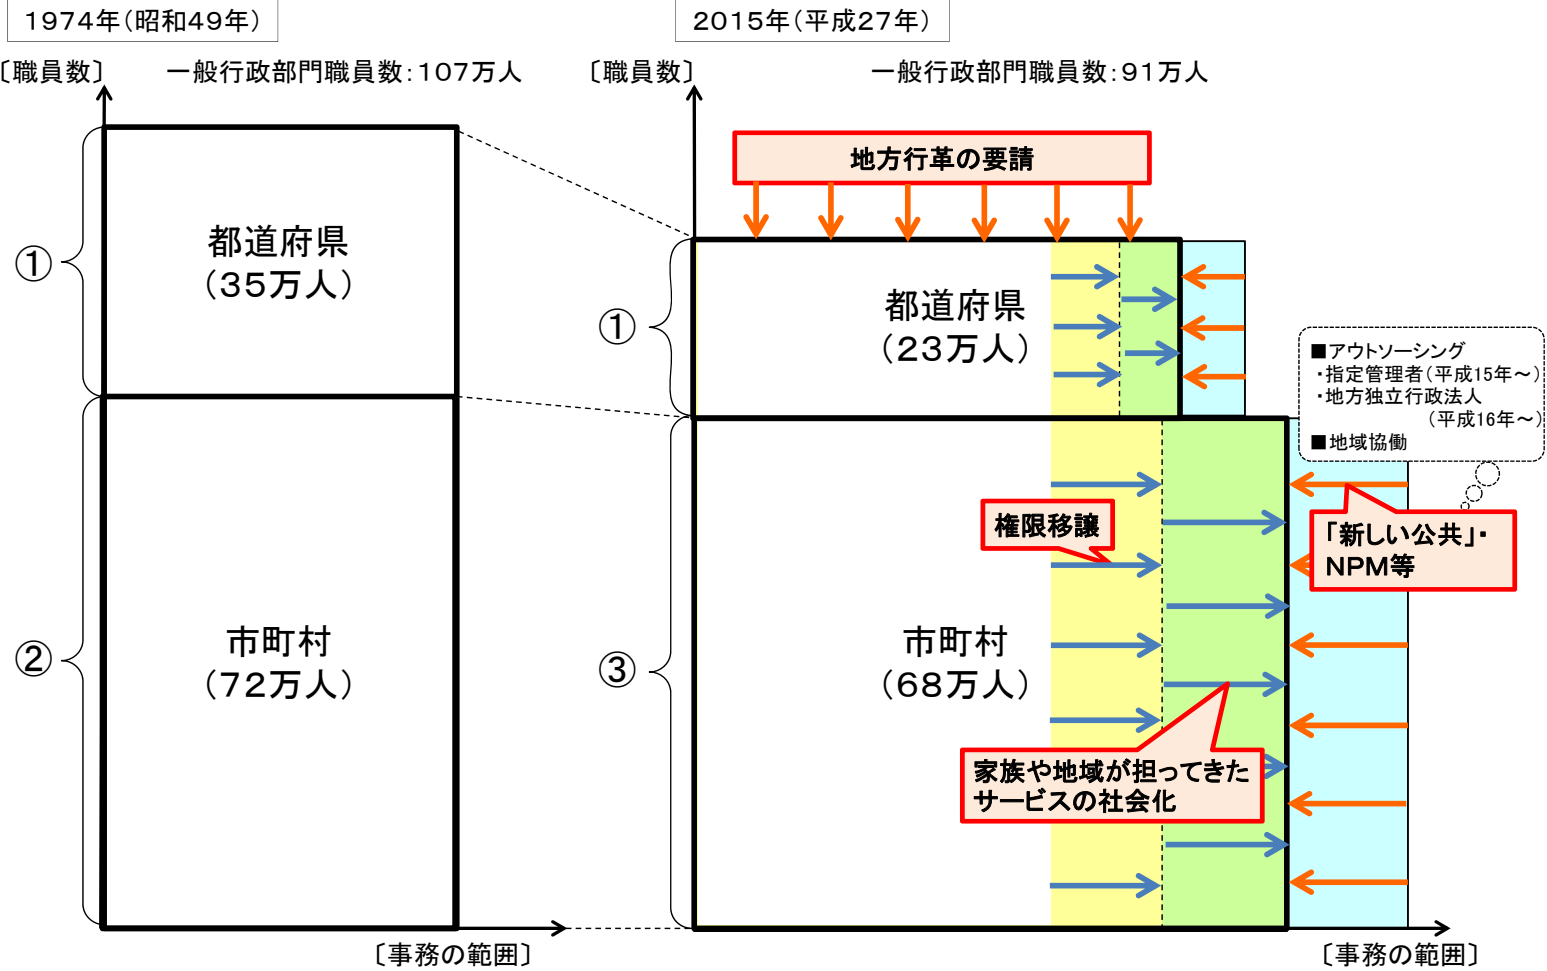 1974年(昭和49年)
〔職員数〕
一般行政部門職員数:107万人
①
都道府県
(35万人)
②
市町村
(72万人)
〔事務の範囲〕
2015年(平成27年)
〔職員数〕
一般行政部門職員数:91万人
地方行革の要請
①
都道府県
(23万人)
■アウトソーシング
・指定管理者(平成15年～)
・地方独立行政法人
(平成16年～)
■地域協働
権限移譲
「新しい公共」・
NPM等
③
市町村
(68万人)
家族や地域が担ってきた
サービスの社会化
〔事務の範囲〕